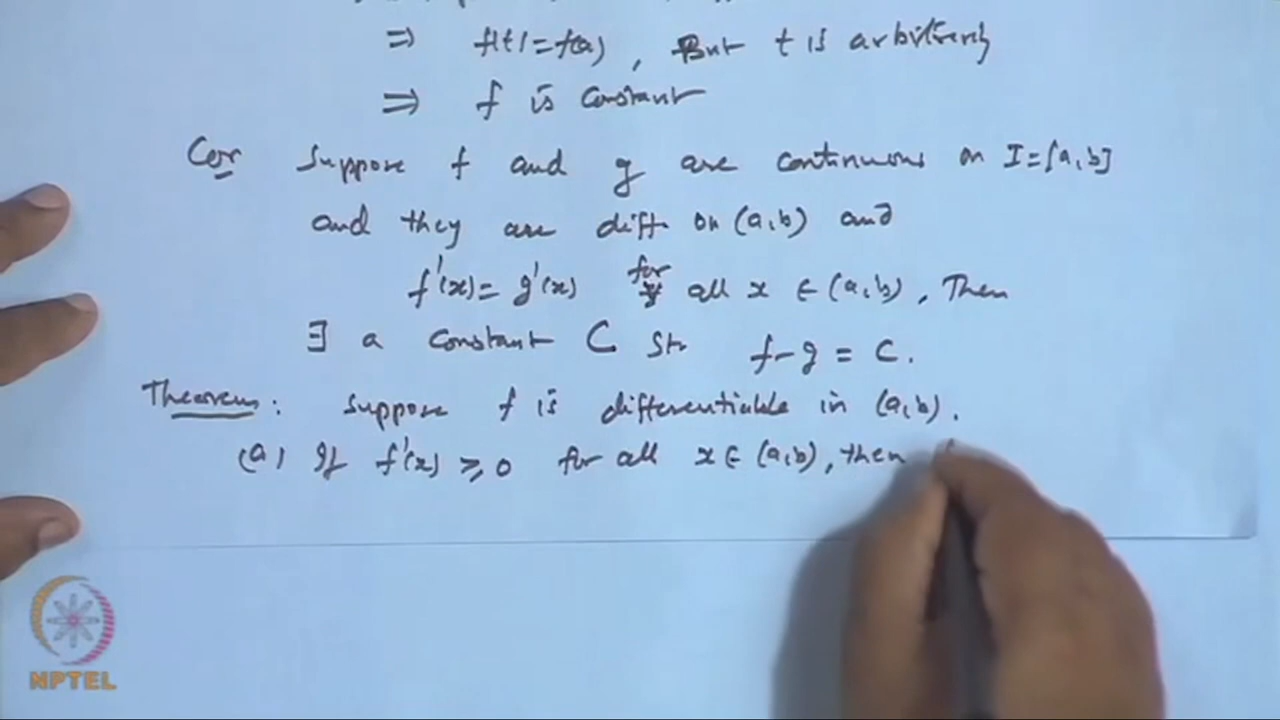 ⇒ f(t) = f(a), But t is arbitrary
⇒ f is constant
Cor Suppose f and g are continuous on I = [a,b]
and they are diff. on (a,b) and
f'(x) = g'(x) for all x ∈ (a,b), Then
∃ a constant C st. f-g = C.
Theorem: Suppose f is differentiable in (a,b).
(a) If f'(x) ≥ 0 for all x ∈ (a,b), then
NPTEL